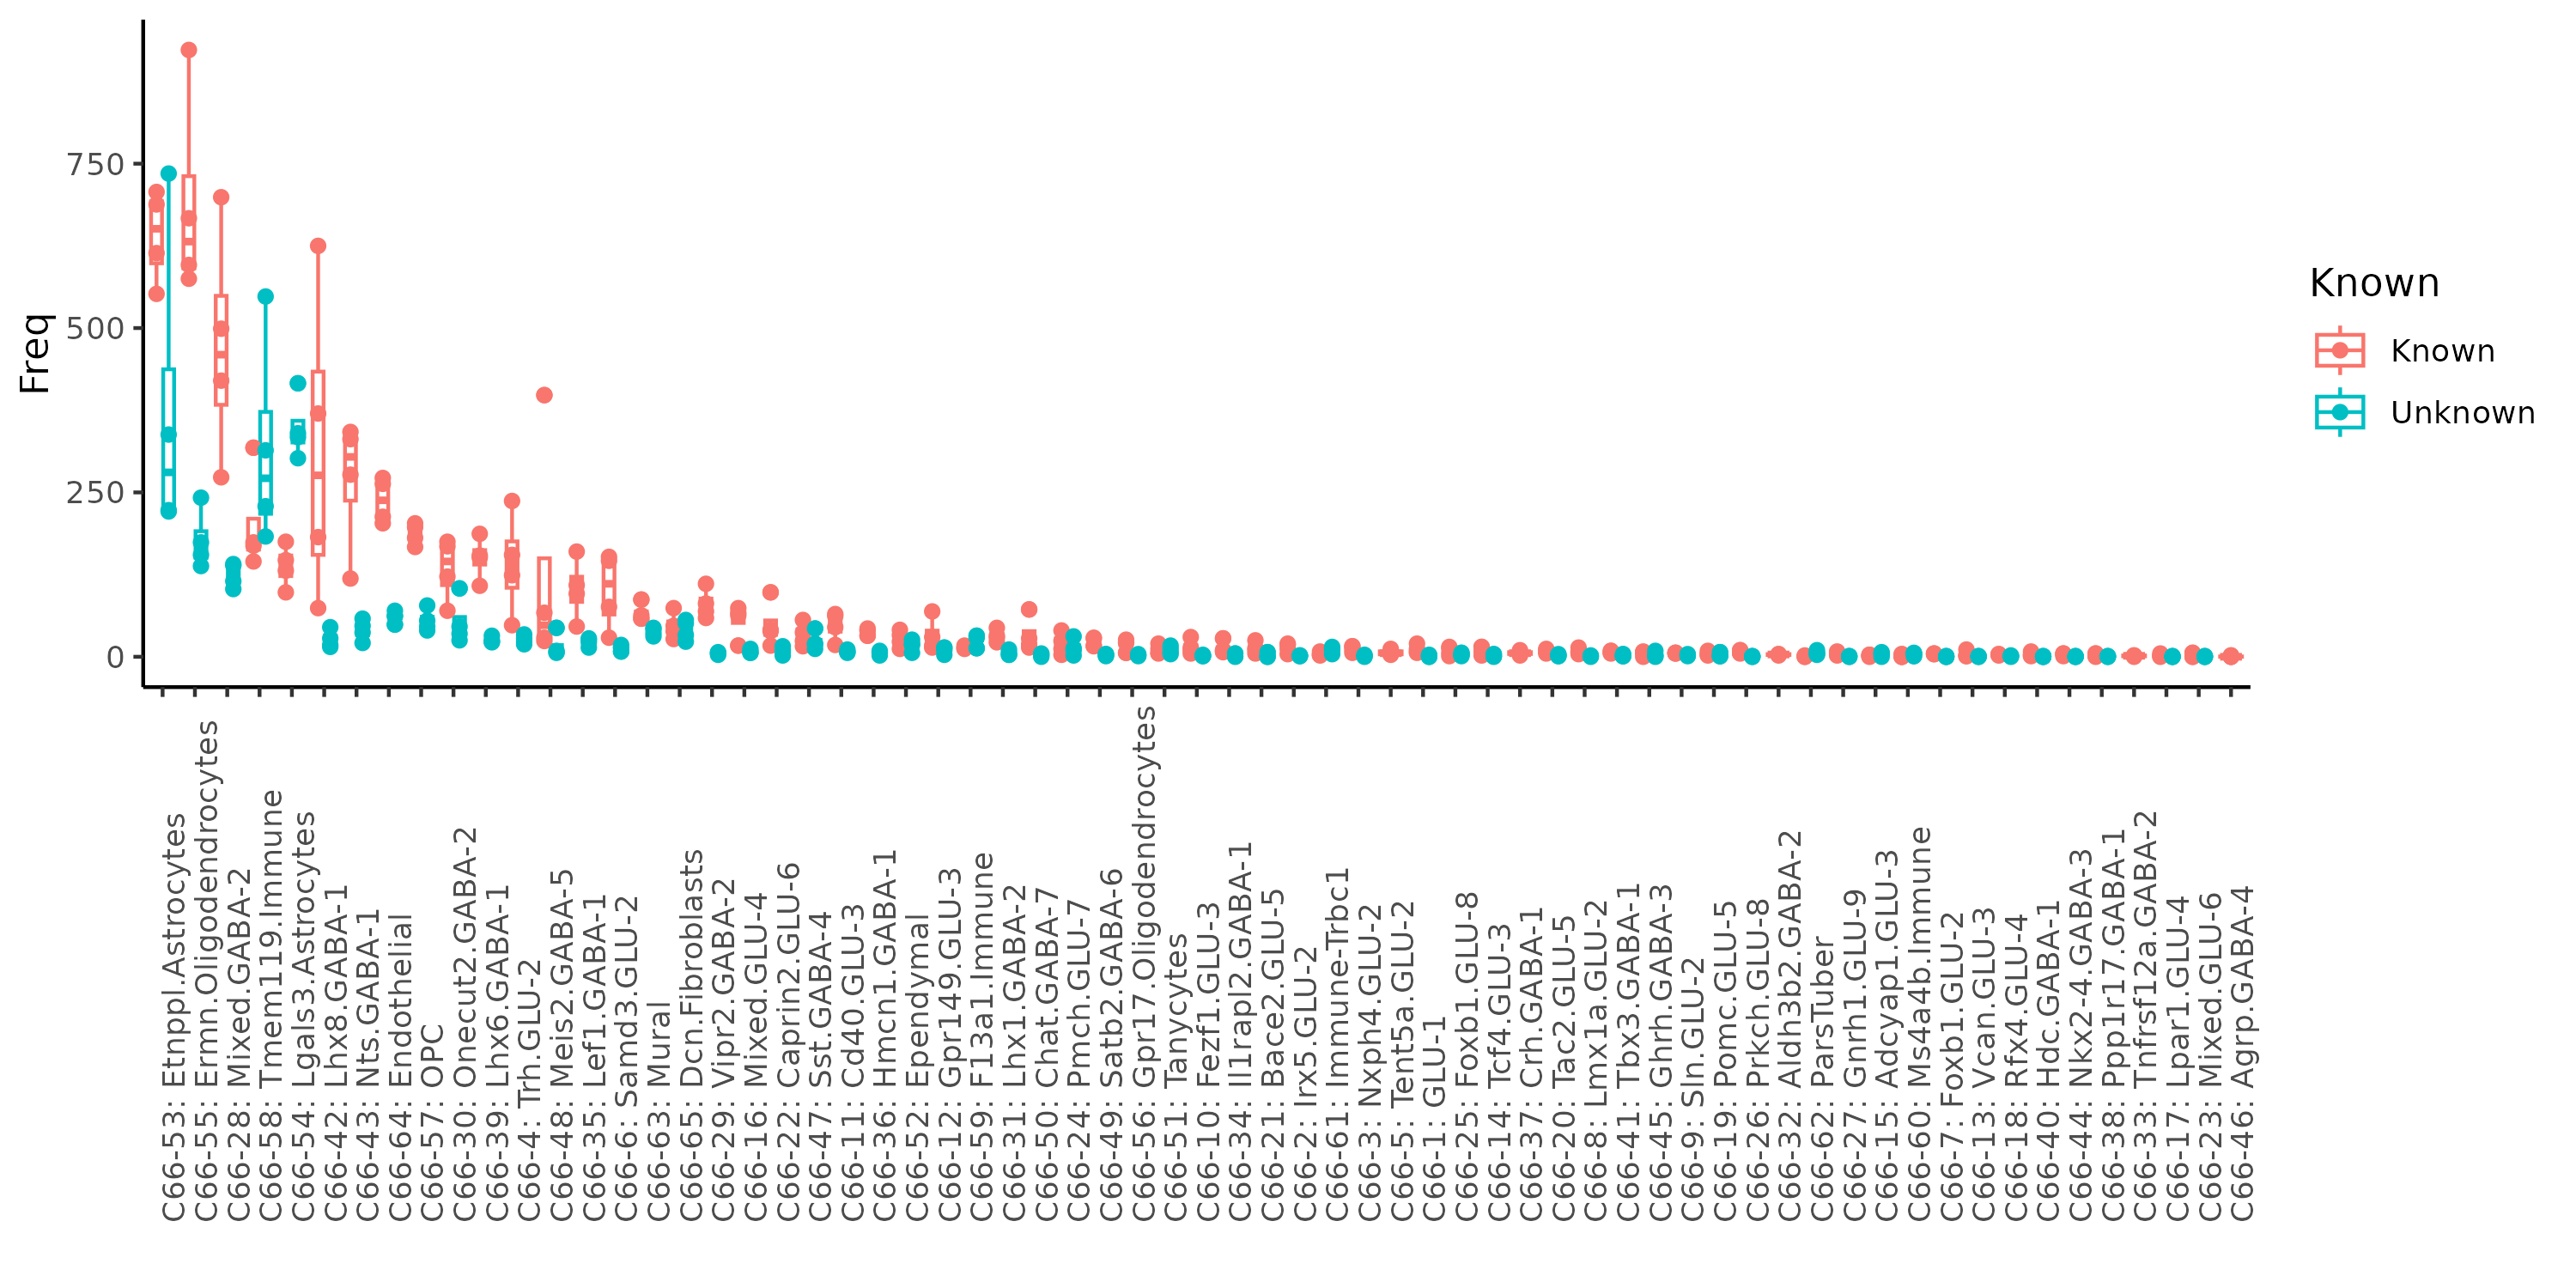 Freq
750
500
250
0
C66-53: Etnppl.Astrocytes
C66-55: Ermn.Oligodendrocytes
C66-28: Mixed.GABA-2
C66-58: Tmem119.Immune
C66-54: Lgals3.Astrocytes
C66-42: Lhx8.GABA-1
C66-43: Nts.GABA-1
C66-64: Endothelial
C66-57: OPC
C66-30: Onecut2.GABA-2
C66-39: Lhx6.GABA-1
C66-4: Trh.GLU-2
C66-48: Meis2.GABA-5
C66-35: Lef1.GABA-1
C66-6: Samd3.GLU-2
C66-63: Mural
C66-65: Dcn.Fibroblasts
C66-29: Vipr2.GABA-2
C66-16: Mixed.GLU-4
C66-22: Caprin2.GLU-6
C66-47: Sst.GABA-4
C66-11: Cd40.GLU-3
C66-36: Hmcn1.GABA-1
C66-52: Ependymal
C66-12: Gpr149.GLU-3
C66-59: F13a1.Immune
C66-31: Lhx1.GABA-2
C66-50: Chat.GABA-7
C66-24: Pmch.GLU-7
C66-49: Satb2.GABA-6
C66-56: Gpr17.Oligodendrocytes
C66-51: Tanycytes
C66-10: Fezf1.GLU-3
C66-34: Il1rapl2.GABA-1
C66-21: Bace2.GLU-5
C66-2: Irx5.GLU-2
C66-61: Immune-Trbc1
C66-3: Nxph4.GLU-2
C66-5: Tent5a.GLU-2
C66-1: GLU-1
C66-25: Foxb1.GLU-8
C66-14: Tcf4.GLU-3
C66-37: Crh.GABA-1
C66-20: Tac2.GLU-5
C66-8: Lmx1a.GLU-2
C66-41: Tbx3.GABA-1
C66-45: Ghrh.GABA-3
C66-9: Sln.GLU-2
C66-19: Pomc.GLU-5
C66-26: Prkch.GLU-8
C66-32: Aldh3b2.GABA-2
C66-62: ParsTuber
C66-27: Gnrh1.GLU-9
C66-15: Adcyap1.GLU-3
C66-60: Ms4a4b.Immune
C66-7: Foxb1.GLU-2
C66-13: Vcan.GLU-3
C66-18: Rfx4.GLU-4
C66-40: Hdc.GABA-1
C66-44: Nkx2-4.GABA-3
C66-38: Ppp1r17.GABA-1
C66-33: Tnfrsf12a.GABA-2
C66-17: Lpar1.GLU-4
C66-23: Mixed.GLU-6
C66-46: Agrp.GABA-4
Known
Known
Unknown